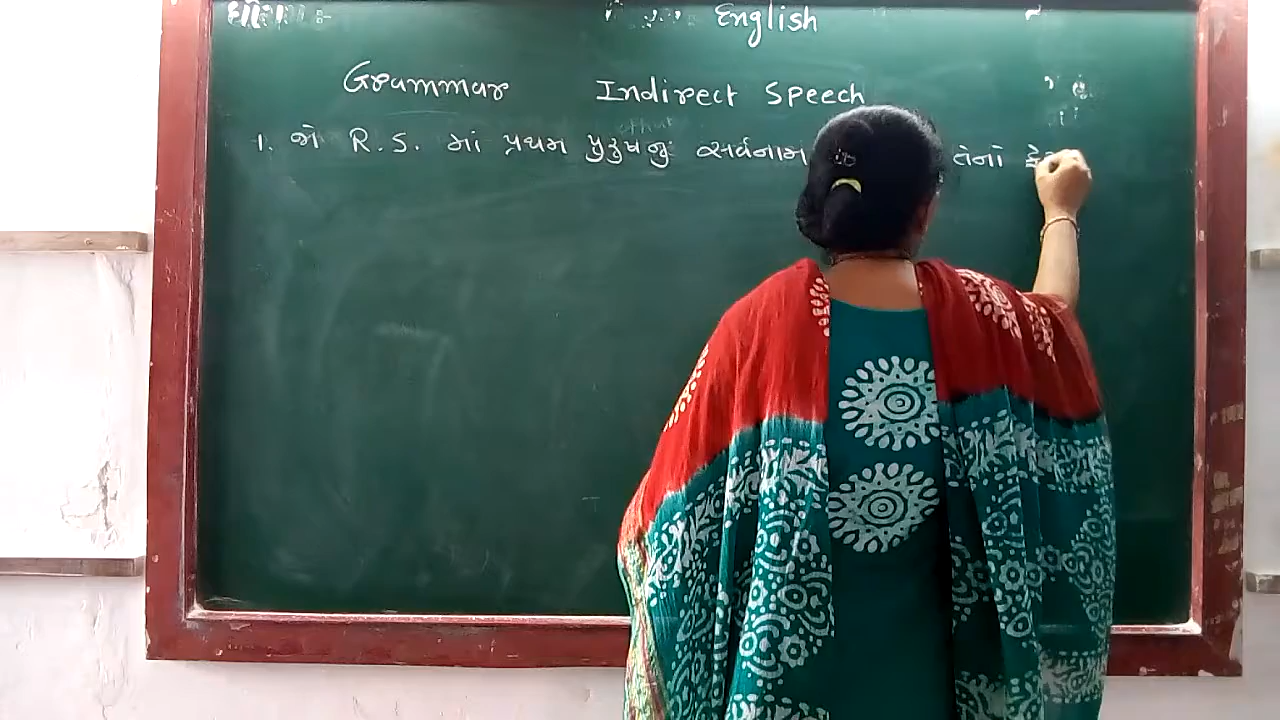 English
Grammar Indirect Speech
1. જો R.S. માં પ્રથમ પુરુષનુ સર્વનામ તેનો